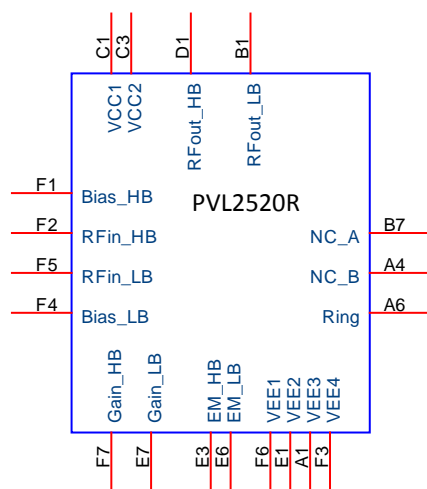 C1
C3
D1
B1
VCC1
VCC2
RFout_HB
RFout_LB
F1
Bias_HB
PVL2520R
F2
RFin_HB
NC_A
B7
F5
RFin_LB
NC_B
A4
F4
Bias_LB
Ring
A6
Gain_HB
Gain_LB
EM_HB
EM_LB
VEE1
VEE2
VEE3
VEE4
F7
E7
E3
E6
F6
E1
A1
F3